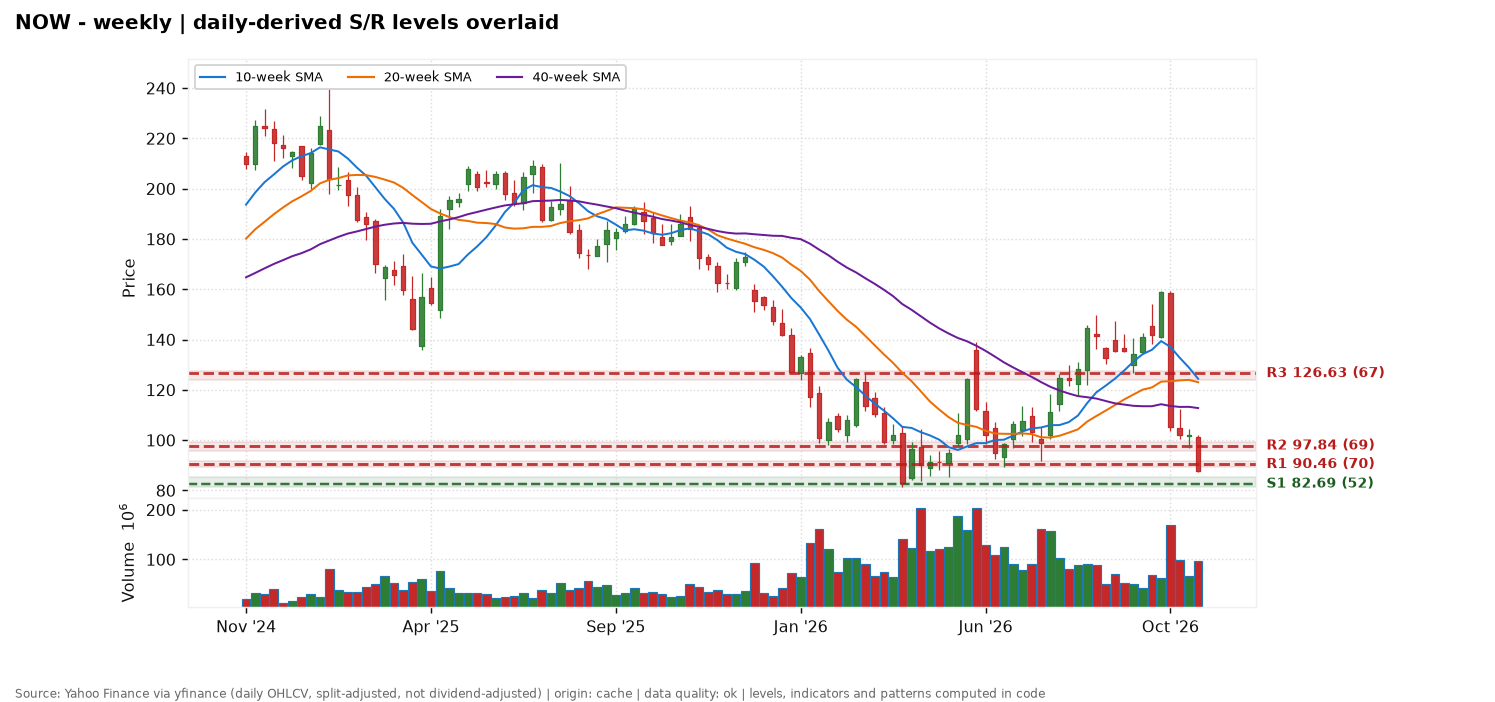 NOW - weekly | daily-derived S/R levels overlaid
10-week SMA 20-week SMA 40-week SMA
Price
240
220
200
180
160
140
120
100
80
R3 126.63 (67)
R2 97.84 (69)
R1 90.46 (70)
S1 82.69 (52)
Volume 10⁶
200
100
Nov '24 Apr '25 Sep '25 Jan '26 Jun '26 Oct '26
Source: Yahoo Finance via yfinance (daily OHLCV, split-adjusted, not dividend-adjusted) | origin: cache | data quality: ok | levels, indicators and patterns computed in code